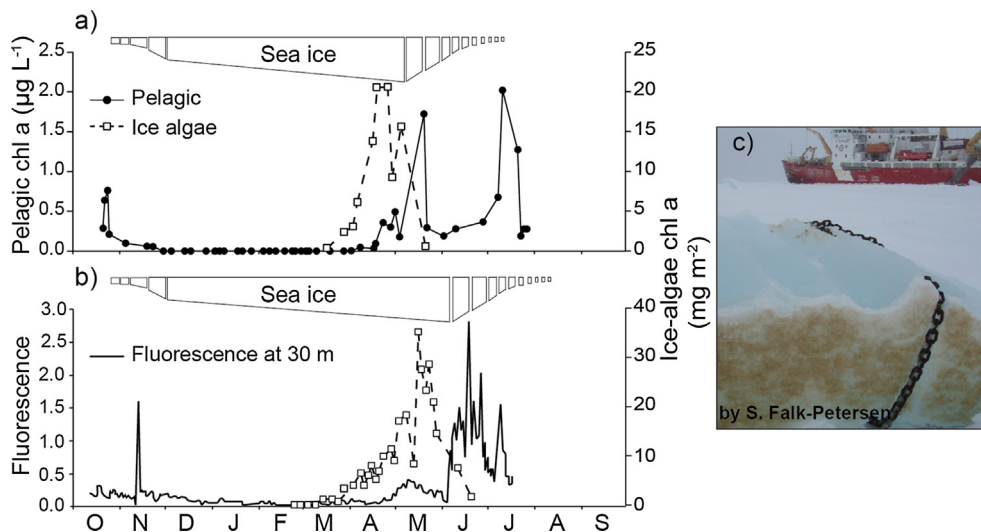 a)
Sea ice
2.5
2.0
1.5
1.0
0.5
0.0
Pelagic chl a (µg L⁻¹)
Pelagic
Ice algae
25
20
15
10
5
0
b)
Sea ice
3.0
2.5
2.0
1.5
1.0
0.5
0.0
Fluorescence
Fluorescence at 30 m
40
30
20
10
0
Ice-algae chl a
(mg m⁻²)
O N D J F M A M J J A S
c)
by S. Falk-Petersen